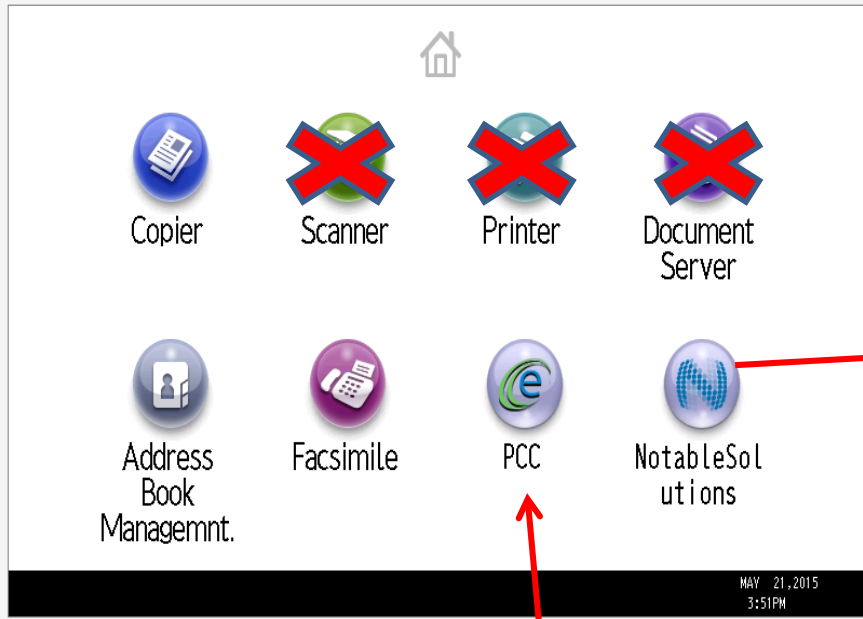 Copier
Scanner
Printer
Document
Server
Address
Book
Managemnt.
Facsimile
PCC
NotableSol
utions
MAY 21,2015
3:51PM